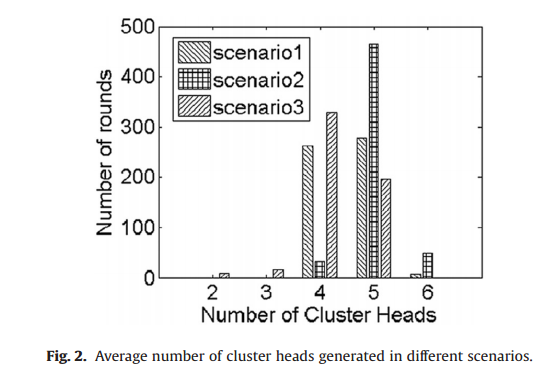 500
400
300
200
100
0
Number of rounds
scenario1
scenario2
scenario3
2 3 4 5 6
Number of Cluster Heads
Fig. 2. Average number of cluster heads generated in different scenarios.